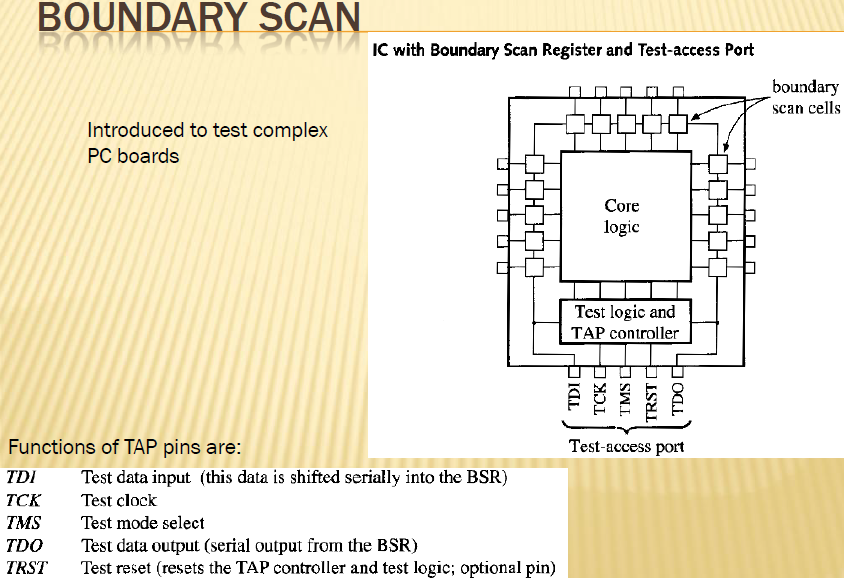 BOUNDARY SCAN
IC with Boundary Scan Register and Test-access Port
boundary
scan cells
Introduced to test complex
PC boards
Core
logic
Test logic and
TAP controller
TDI
TCK
TMS
TRST
TDO
Test-access port
Functions of TAP pins are:
TDI Test data input (this data is shifted serially into the BSR)
TCK Test clock
TMS Test mode select
TDO Test data output (serial output from the BSR)
TRST Test reset (resets the TAP controller and test logic; optional pin)